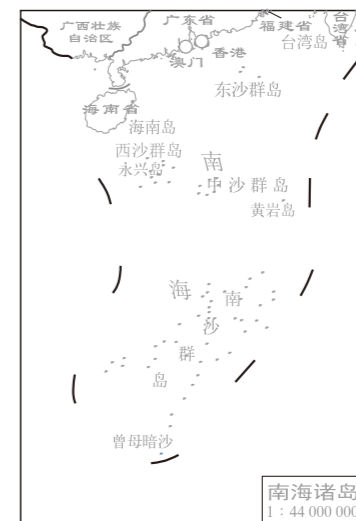 广西壮族
自治区
广东省
福建省
台湾省
台湾岛
香港
澳门
东沙群岛
海南省
海南岛
西沙群岛
永兴岛
中沙群岛
黄岩岛
南海
南沙群岛
曾母暗沙
南海诸岛
1：44 000 000